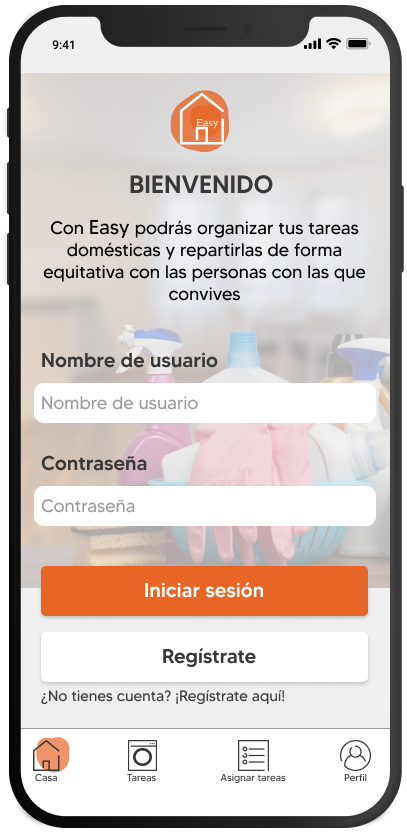 9:41
Easy
BIENVENIDO
Con Easy podrás organizar tus tareas
domésticas y repartirlas de forma
equitativa con las personas con las que
convives
Nombre de usuario
Nombre de usuario
Contraseña
Contraseña
Iniciar sesión
Regístrate
¿No tienes cuenta? ¡Regístrate aquí!
Casa Tareas Asignar tareas Perfil